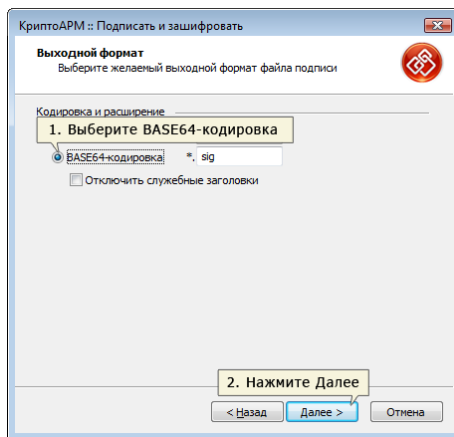 КриптоАРМ :: Подписать и зашифровать
Выходной формат
Выберите желаемый выходной формат файла подписи
Кодировка и расширение
1. Выберите BASE64-кодировка
BASE64-кодировка *. sig
Отключить служебные заголовки
2. Нажмите Далее
< Назад Далее > Отмена